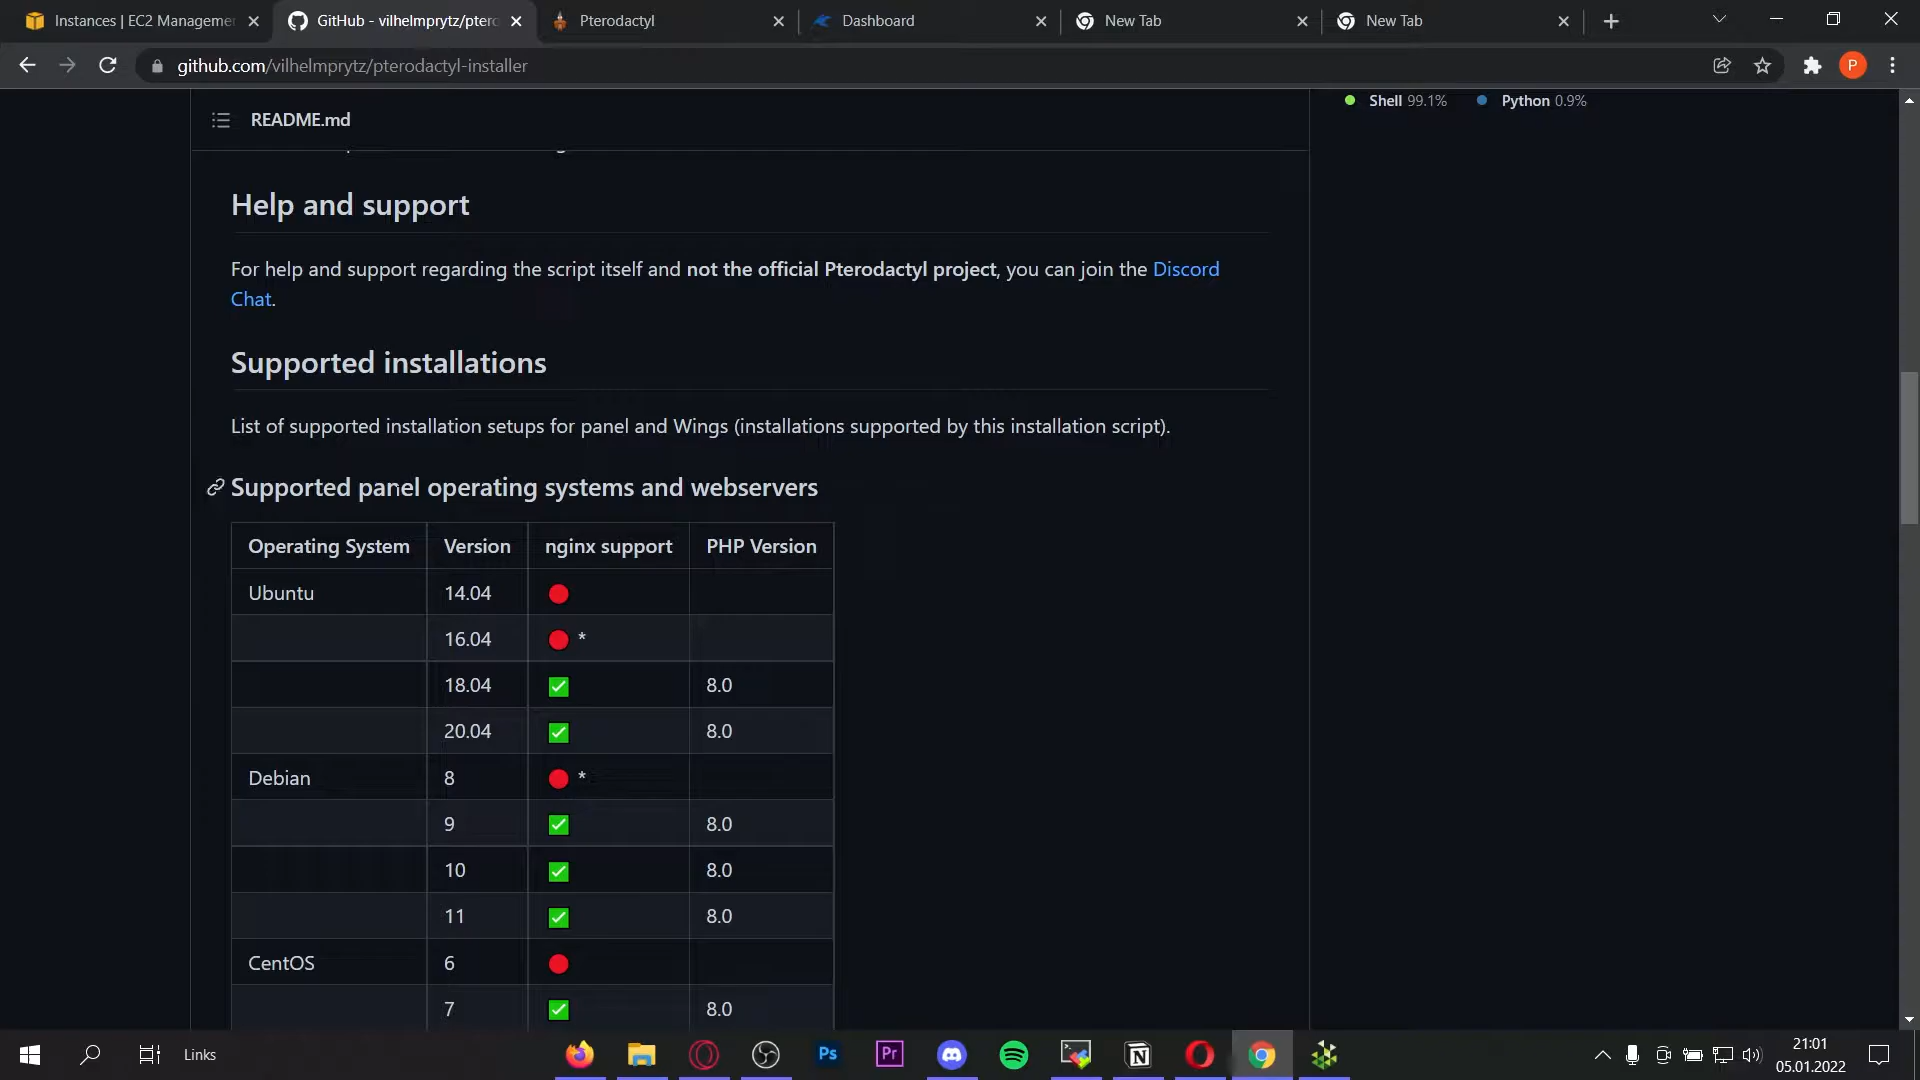 Instances | EC2 Managemer
GitHub - vilhelmprytz/ptero
Pterodactyl
Dashboard
New Tab
New Tab
github.com/vilhelmprytz/pterodactyl-installer
P
README.md
Shell 99.1%
Python 0.9%
Help and support
For help and support regarding the script itself and not the official Pterodactyl project, you can join the Discord
Chat.
Supported installations
List of supported installation setups for panel and Wings (installations supported by this installation script).
Supported panel operating systems and webservers
Operating System Version nginx support PHP Version
Ubuntu 14.04
16.04 *
18.04 8.0
20.04 8.0
Debian 8 *
9 8.0
10 8.0
11 8.0
CentOS 6
7 8.0
Links
Ps
Pr
21:01
05.01.2022